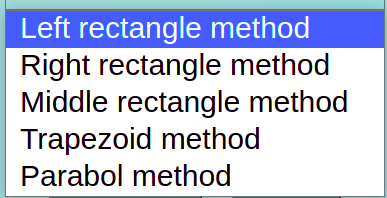 Left rectangle method
Right rectangle method
Middle rectangle method
Trapezoid method
Parabol method